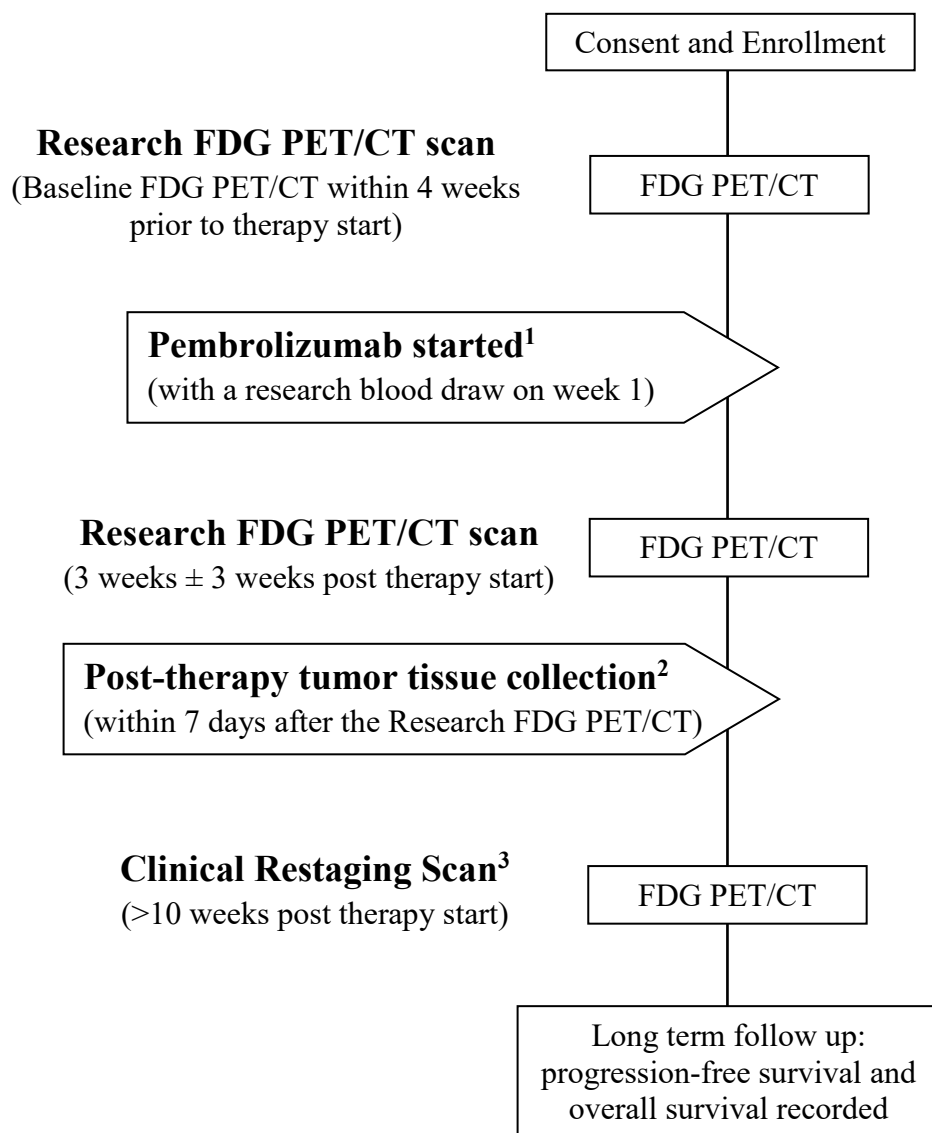 Consent and Enrollment
Research FDG PET/CT scan
(Baseline FDG PET/CT within 4 weeks
prior to therapy start)
FDG PET/CT
Pembrolizumab started¹
(with a research blood draw on week 1)
Research FDG PET/CT scan
(3 weeks ± 3 weeks post therapy start)
FDG PET/CT
Post-therapy tumor tissue collection²
(within 7 days after the Research FDG PET/CT)
Clinical Restaging Scan³
(>10 weeks post therapy start)
FDG PET/CT
Long term follow up:
progression-free survival and
overall survival recorded